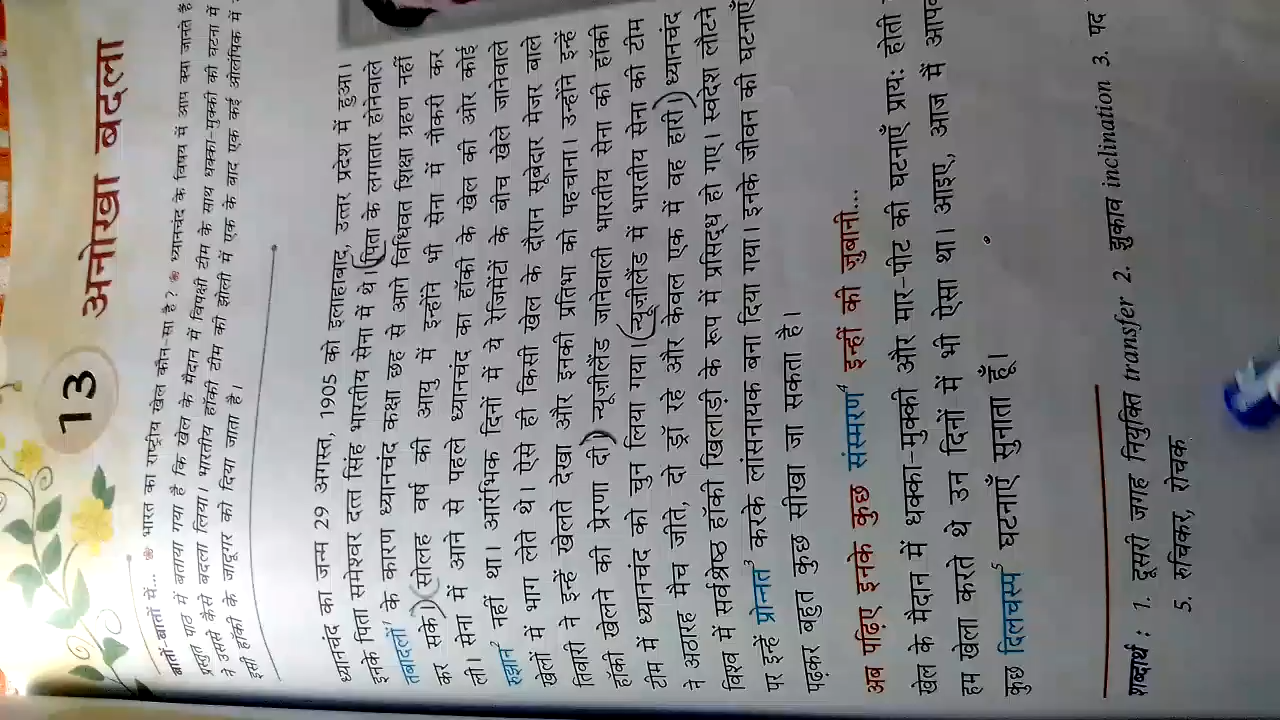 13 अनोखा बदला
बातों बातों में... ❀ भारत का राष्ट्रीय खेल कौन-सा है? ❀ ध्यानचंद के विषय में आप क्या जानते हैं
प्रस्तुत पाठ में बताया गया है कि खेल के मैदान में विपक्षी टीम के साथ धक्का-मुक्की की घटना में
ने उससे कैसे बदला लिया। भारतीय हॉकी टीम की झोली में एक के बाद एक कई ओलंपिक में
इसी हॉकी के जादूगर को दिया जाता है।
ध्यानचंद का जन्म 29 अगस्त, 1905 को इलाहाबाद, उत्तर प्रदेश में हुआ।
इनके पिता समेश्वर दत्त सिंह भारतीय सेना में थे। (पिता के लगातार होनेवाले
तबादलों¹ के कारण ध्यानचंद कक्षा छह से आगे विधिवत शिक्षा ग्रहण नहीं
कर सके) (सोलह वर्ष की आयु में इन्होंने भी सेना में नौकरी कर
ली। सेना में आने से पहले ध्यानचंद का हॉकी के खेल की ओर कोई
रुझान² नहीं था। आरंभिक दिनों में ये रेजिमेंटों के बीच खेले जानेवाले
खेलों में भाग लेते थे। ऐसे ही किसी खेल के दौरान सूबेदार मेजर बाले
तिवारी ने इन्हें खेलते देखा और इनकी प्रतिभा को पहचाना। उन्होंने इन्हें
हॉकी खेलने की प्रेरणा दी) न्यूज़ीलैंड जानेवाली भारतीय सेना की हॉकी
टीम में ध्यानचंद को चुन लिया गया। (न्यूज़ीलैंड में भारतीय सेना की टीम
ने अठारह मैच जीते, दो ड्रॉ रहे और केवल एक में वह हारी।) ध्यानचंद
विश्व में सर्वश्रेष्ठ हॉकी खिलाड़ी के रूप में प्रसिद्ध हो गए। स्वदेश लौटने
पर इन्हें प्रोन्नत³ करके लांसनायक बना दिया गया। इनके जीवन की घटनाएँ
पढ़कर बहुत कुछ सीखा जा सकता है।
अब पढ़िए इनके कुछ संस्मरण⁴ इन्हीं की ज़ुबानी...
खेल के मैदान में धक्का-मुक्की और मार-पीट की घटनाएँ प्रायः होती
हम खेला करते थे उन दिनों में भी ऐसा था। आइए, आज मैं आपको
कुछ दिलचस्प⁵ घटनाएँ सुनाता हूँ।
शब्दार्थ : 1. दूसरी जगह नियुक्ति transfer 2. झुकाव inclination 3. पद
5. रुचिकर, रोचक